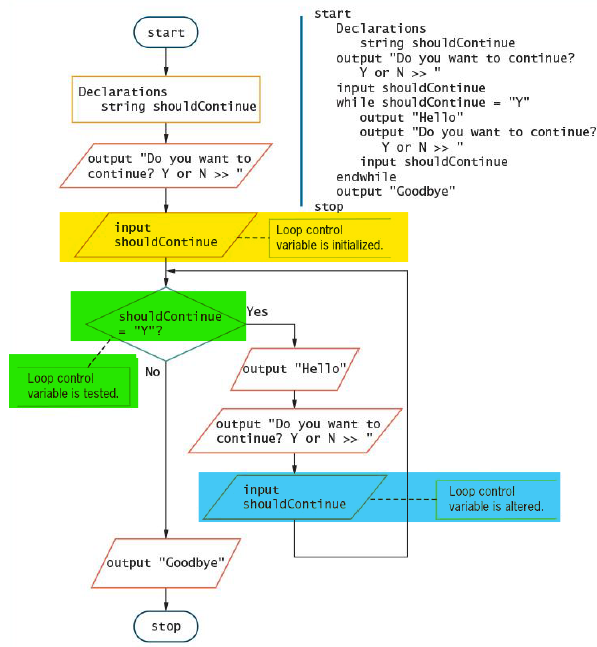 start
Declarations
string shouldContinue
output "Do you want to
continue? Y or N >> "
input
shouldContinue
Loop control
variable is initialized.
shouldContinue
= "Y"?
Yes
No
Loop control
variable is tested.
output "Hello"
output "Do you want to
continue? Y or N >> "
input
shouldContinue
Loop control
variable is altered.
output "Goodbye"
stop
start
Declarations
string shouldContinue
output "Do you want to continue?
Y or N >> "
input shouldContinue
while shouldContinue = "Y"
output "Hello"
output "Do you want to continue?
Y or N >> "
input shouldContinue
endwhile
output "Goodbye"
stop